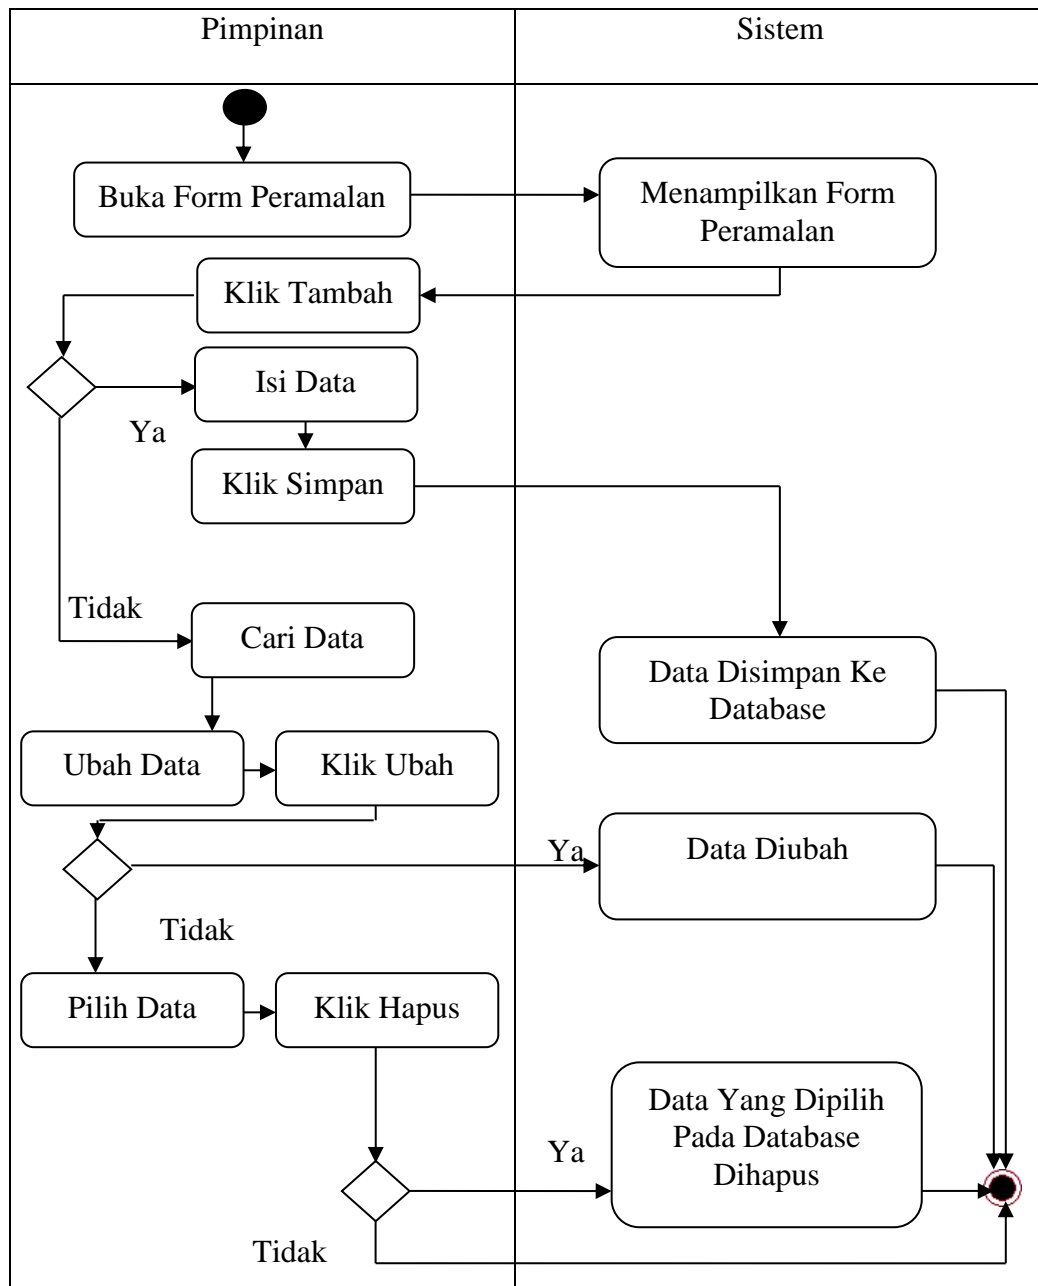 Pimpinan
Sistem
Buka Form Peramalan
Menampilkan Form
Peramalan
Klik Tambah
Isi Data
Ya
Klik Simpan
Tidak
Cari Data
Data Disimpan Ke
Database
Ubah Data
Klik Ubah
Ya
Data Diubah
Tidak
Pilih Data
Klik Hapus
Data Yang Dipilih
Pada Database
Dihapus
Ya
Tidak